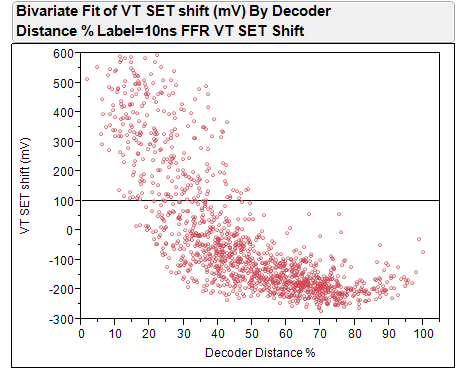 Bivariate Fit of VT SET shift (mV) By Decoder
Distance % Label=10ns FFR VT SET Shift
600
500
400
300
200
100
0
-100
-200
-300
VT SET shift (mV)
0 10 20 30 40 50 60 70 80 90 100
Decoder Distance %